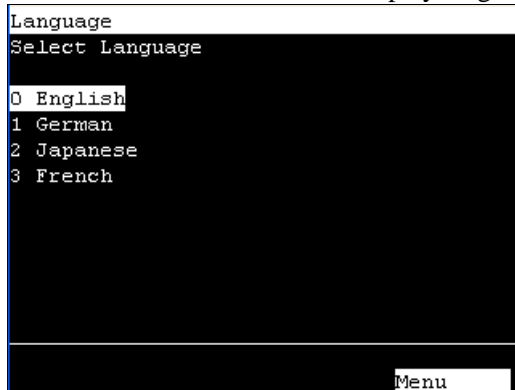 Language
Select Language
0 English
1 German
2 Japanese
3 French
Menu